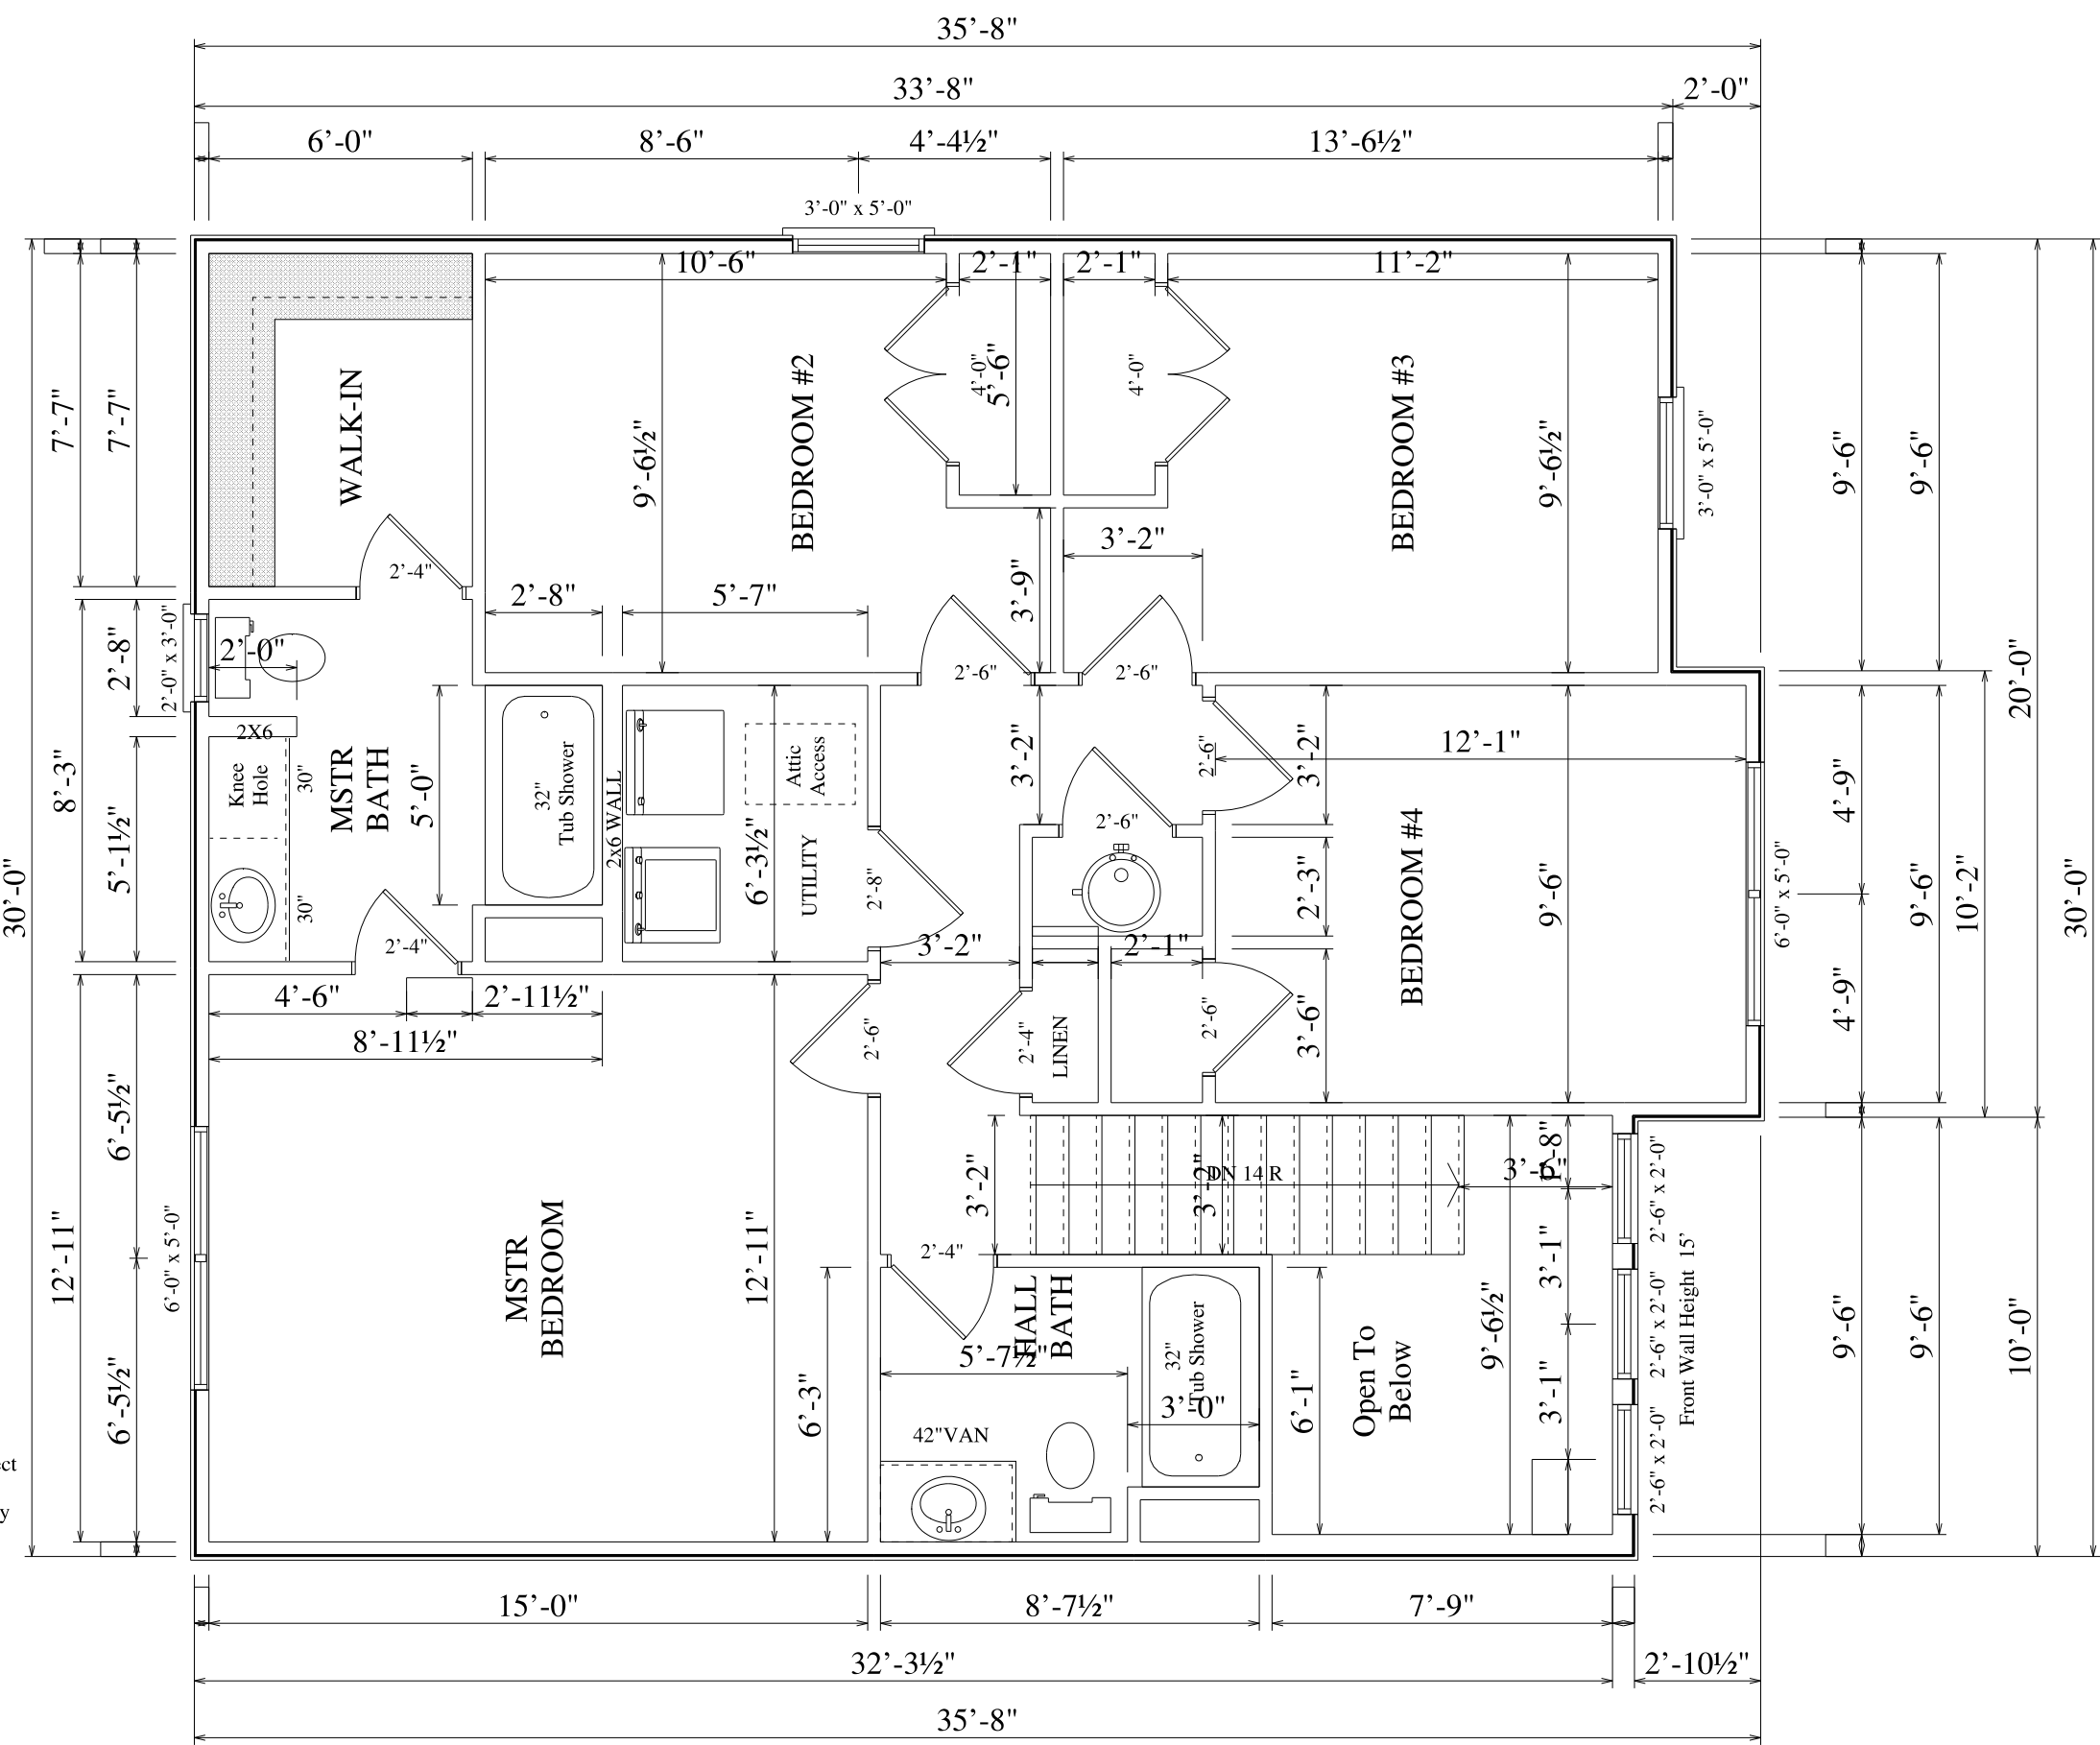 35'-8"
33'-8"
2'-0"
6'-0"
8'-6"
4'-4½"
13'-6½"
3'-0" x 5'-0"
10'-6"
2'-1"
2'-1"
11'-2"
7'-7"
7'-7"
WALK-IN
9'-6½"
BEDROOM #2
4'-0"
5'-6"
4'-0"
BEDROOM #3
9'-6½"
3'-0" x 5'-0"
9'-6"
9'-6"
3'-2"
2'-4"
2'-8"
5'-7"
3'-9"
2'-0" x 3'-0"
2'-8"
2'-0"
2'-6"
2'-6"
20'-0"
2X6
8'-3"
Knee
Hole
30"
MSTR
BATH
5'-0"
32"
Tub Shower
2x6 WALL
Attic
Access
3'-2"
2'-6"
3'-2"
12'-1"
4'-9"
30'-0"
5'-1½"
30"
2'-4"
6'-3½"
UTILITY
2'-8"
2'-6"
2'-3"
BEDROOM #4
9'-6"
6'-0" x 5'-0"
9'-6"
10'-2"
30'-0"
3'-2"
2'-1"
4'-6"
2'-11½"
8'-11½"
2'-6"
2'-4"
LINEN
2'-6"
3'-6"
4'-9"
6'-5½"
12'-11"
6'-0" x 5'-0"
MSTR
BEDROOM
12'-11"
3'-2"
3'-2"
DN 14 R
3'-6"
1'-8"
2'-6" x 2'-0"
2'-4"
HALL
BATH
32"
Tub Shower
3'-1"
9'-6½"
Front Wall Height 15'
2'-6" x 2'-0"
9'-6"
9'-6"
10'-0"
5'-7½"
6'-5½"
6'-3"
3'-0"
6'-1"
Open To
Below
3'-1"
2'-6" x 2'-0"
42"VAN
ct
y
15'-0"
8'-7½"
7'-9"
32'-3½"
2'-10½"
35'-8"